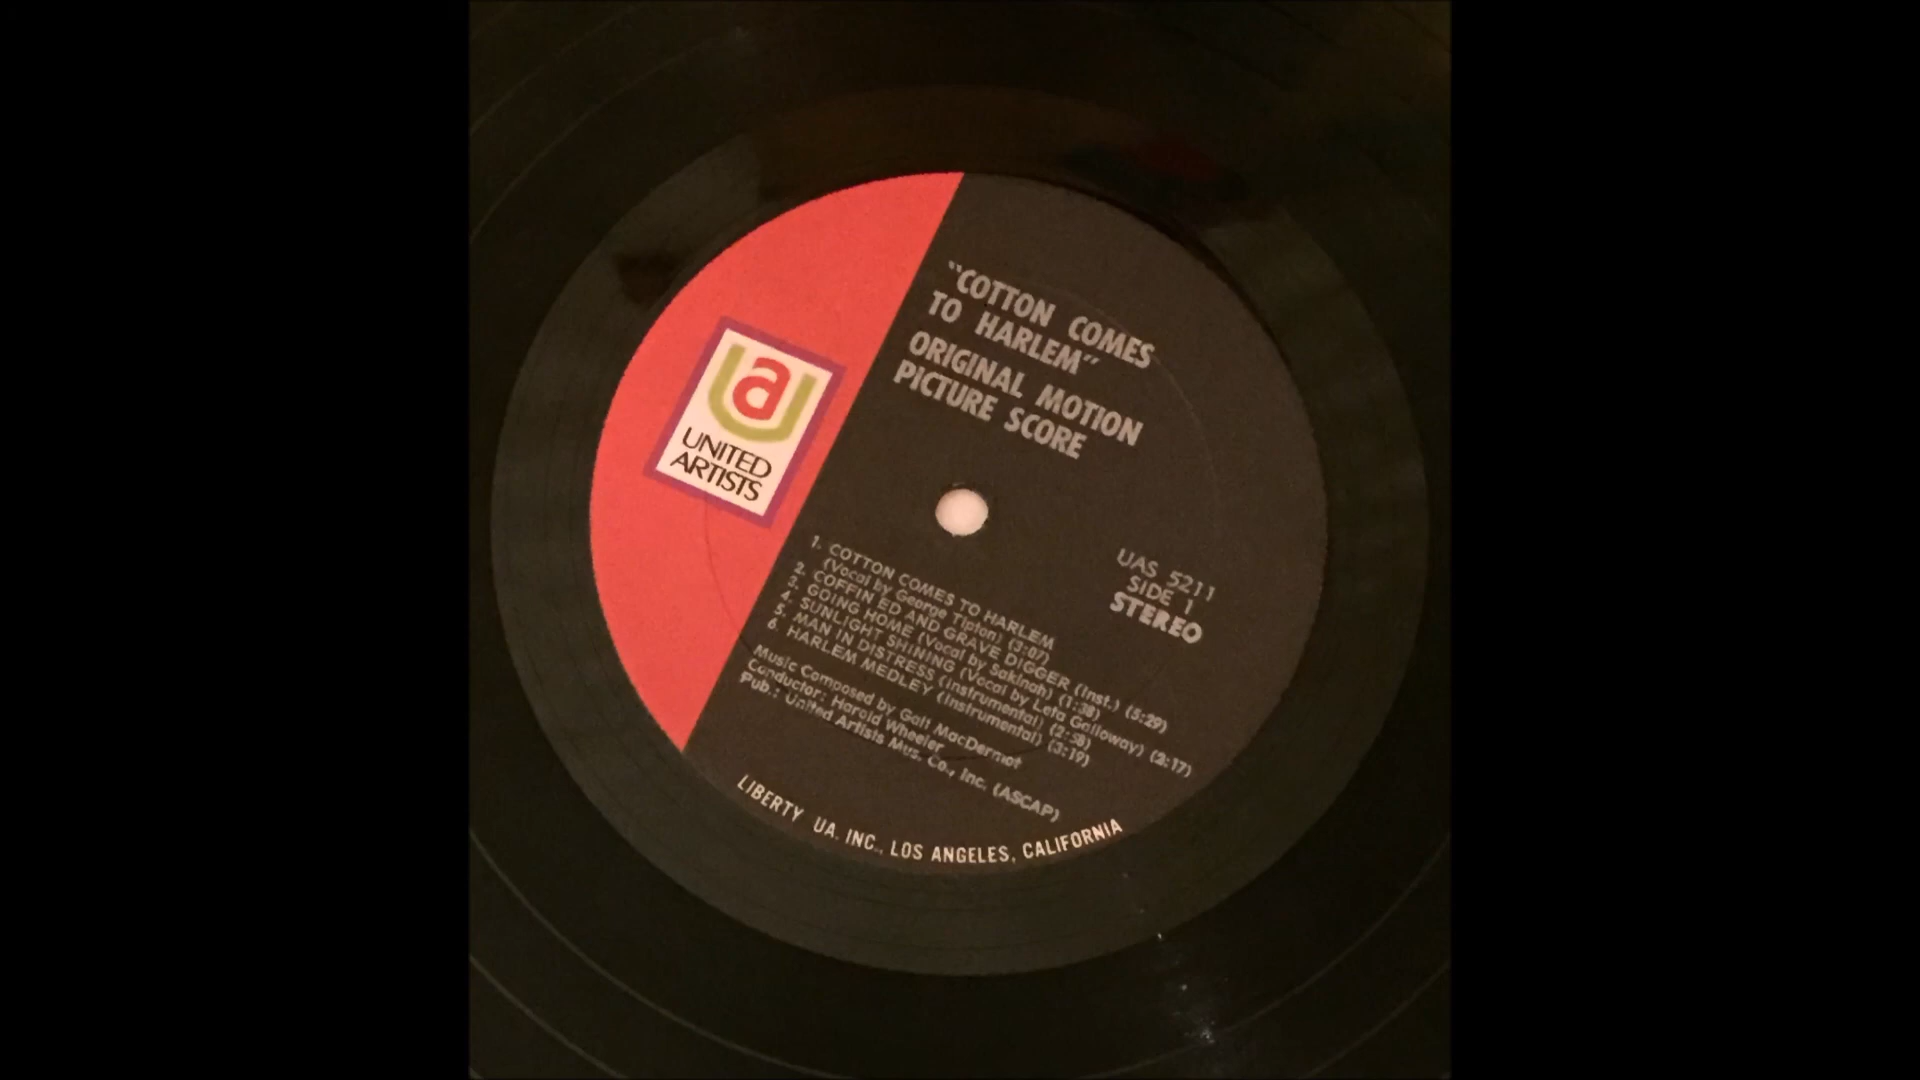 a
UNITED
ARTISTS
"COTTON COMES
TO HARLEM"
ORIGINAL MOTION
PICTURE SCORE
UAS 5211
SIDE 1
STEREO
1. COTTON COMES TO HARLEM
(Vocal by George Tipton) (3:07)
2. COFFIN ED AND GRAVE DIGGER (Inst.) (5:29)
3. GOING HOME (Vocal by Sakinah) (1:38)
4. SUNLIGHT SHINING (Vocal by Leta Galloway) (2:17)
5. MAN IN DISTRESS (Instrumental) (2:58)
6. HARLEM MEDLEY (Instrumental) (3:19)
Music Composed by Galt MacDermot
Conductor: Harold Wheeler
Pub.: United Artists Mus. Co., Inc. (ASCAP)
LIBERTY UA. INC., LOS ANGELES, CALIFORNIA